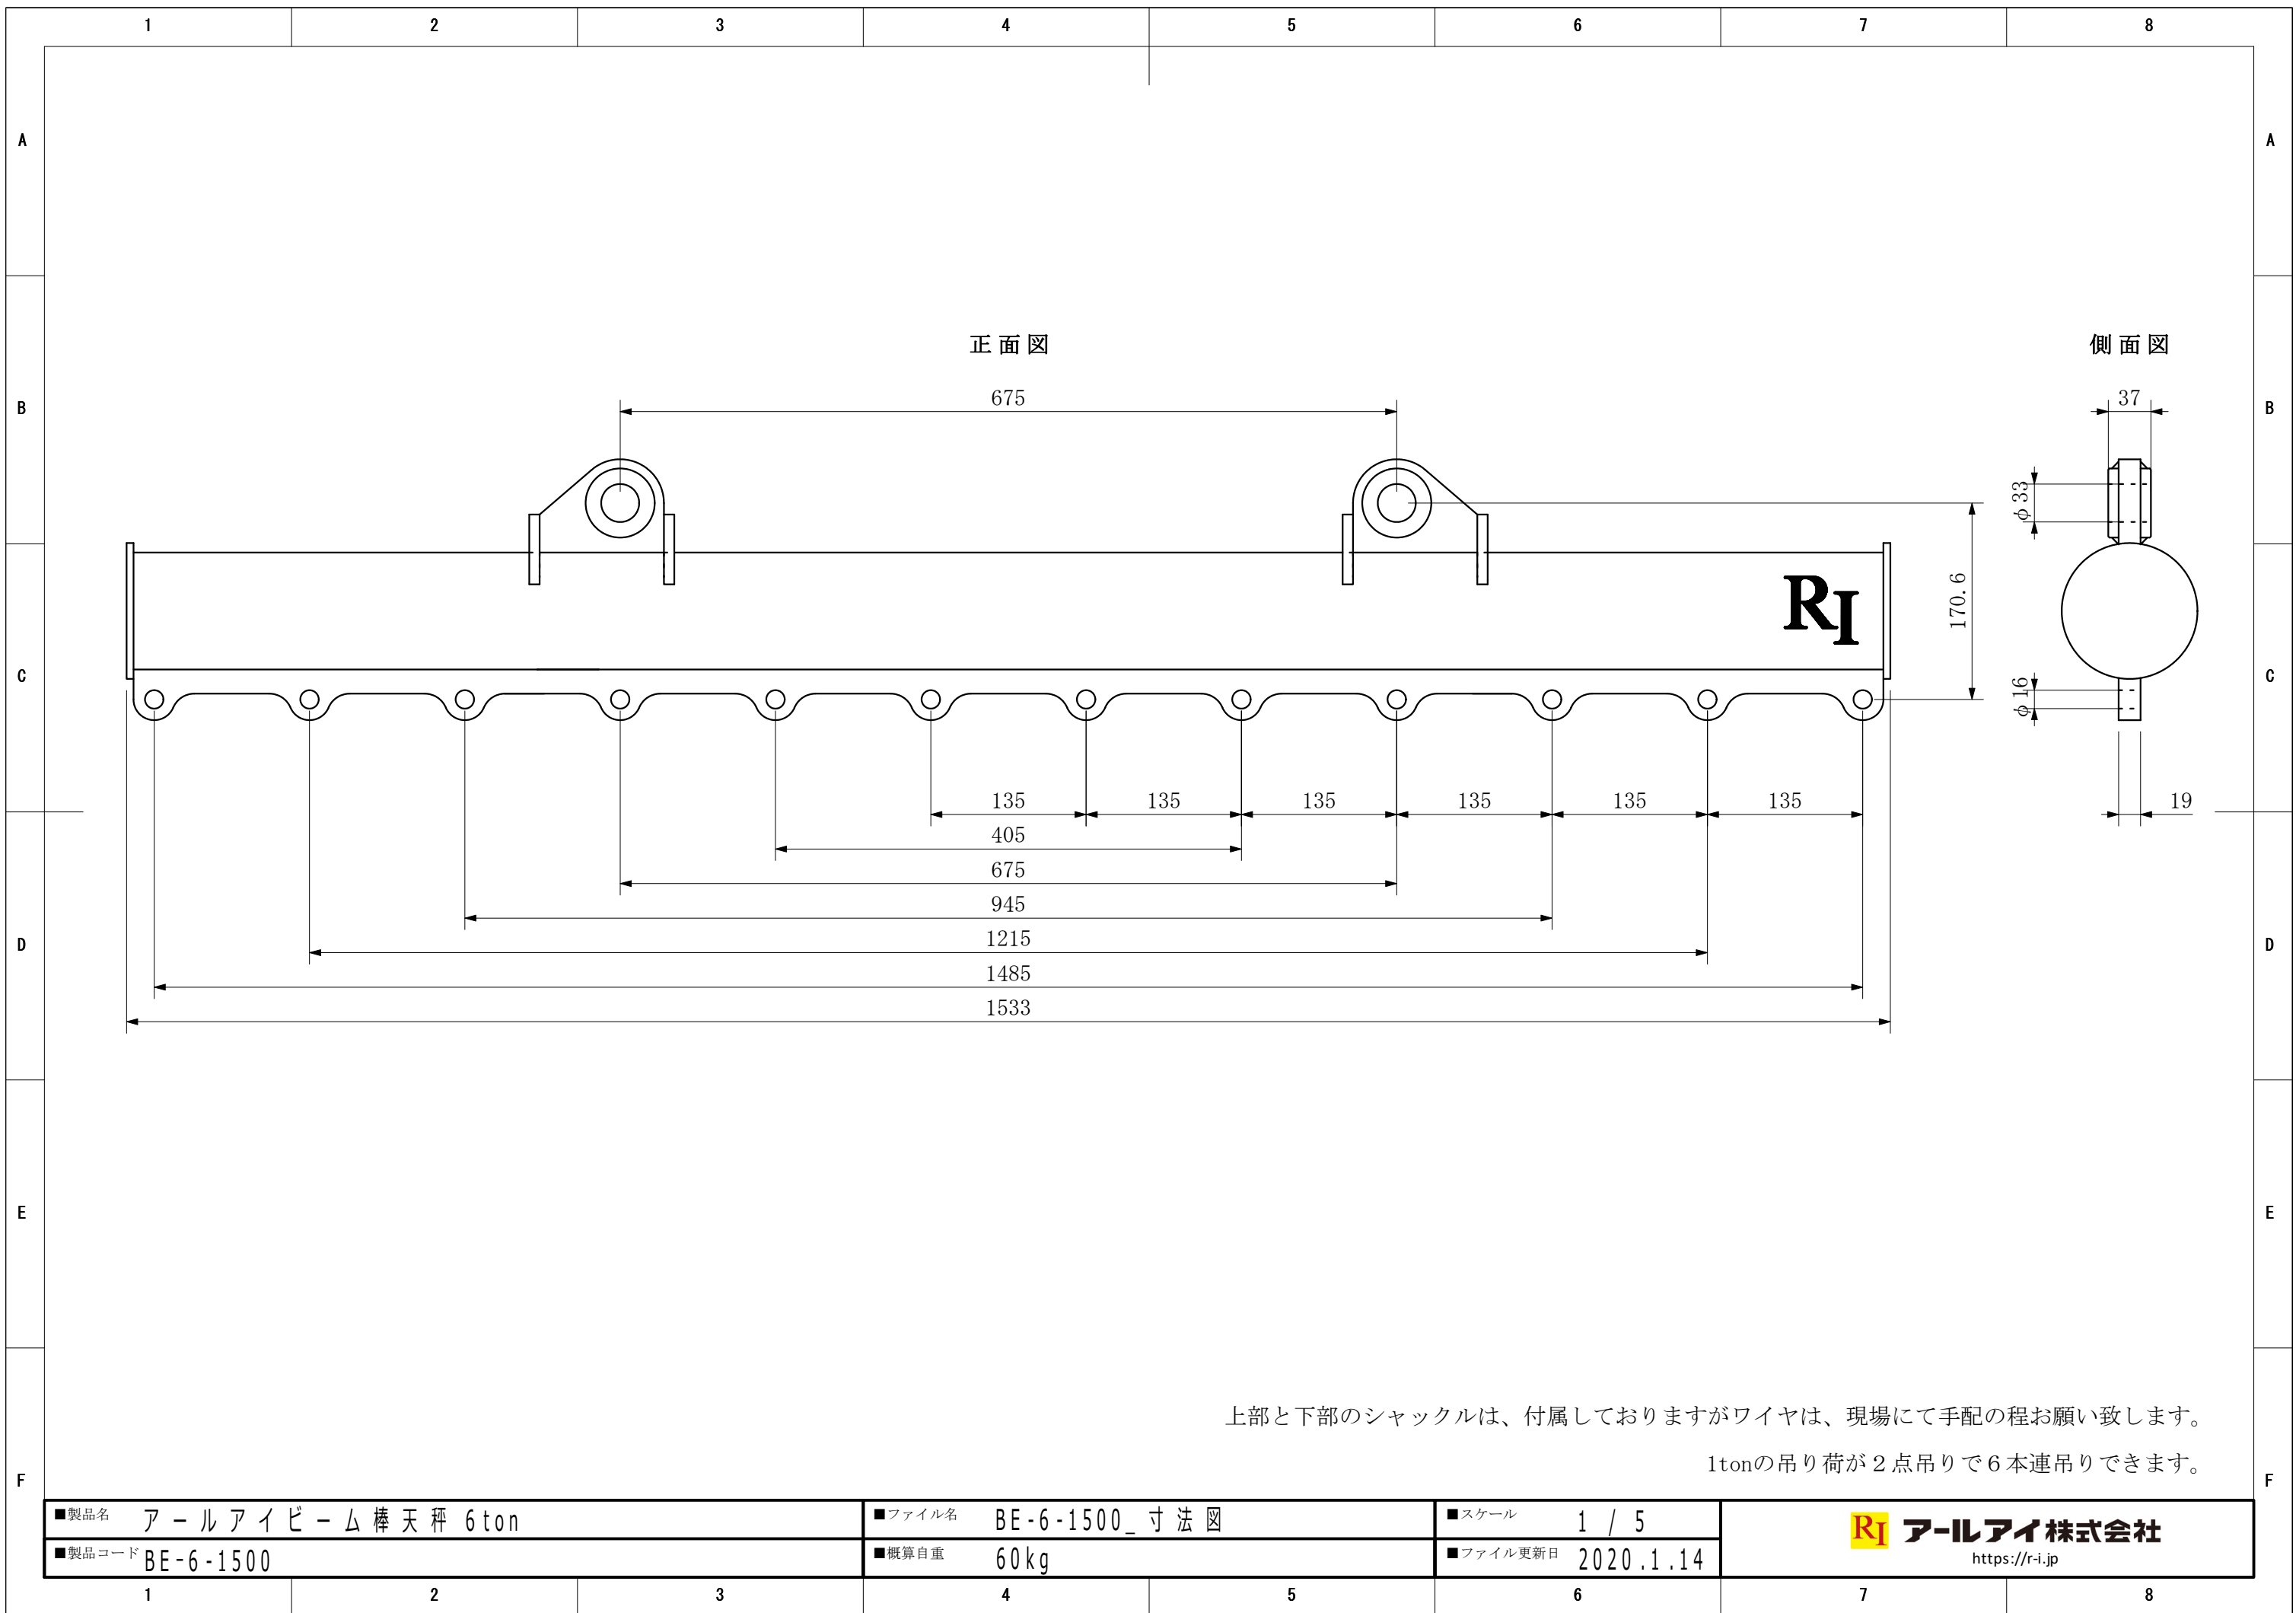 1 2 3 4 5 6 7 8
A A
正面図 側面図
B 675 37 B
φ33
RI
170.6
C φ16 C
135 135 135 135 135 135 19
405
675
945
D 1215 D
1485
1533
E E
上部と下部のシャックルは、付属しておりますがワイヤは、現場にて手配の程お願い致します。
1tonの吊り荷が２点吊りで６本連吊りできます。
F F
■製品名 アールアイビーム棒天秤 6ton ■ファイル名 BE-6-1500_寸法図 ■スケール 1 / 5
RI アールアイ株式会社
■製品コード BE-6-1500 ■概算自重 60kg ■ファイル更新日 2020.1.14
https://r-i.jp
1 2 3 4 5 6 7 8